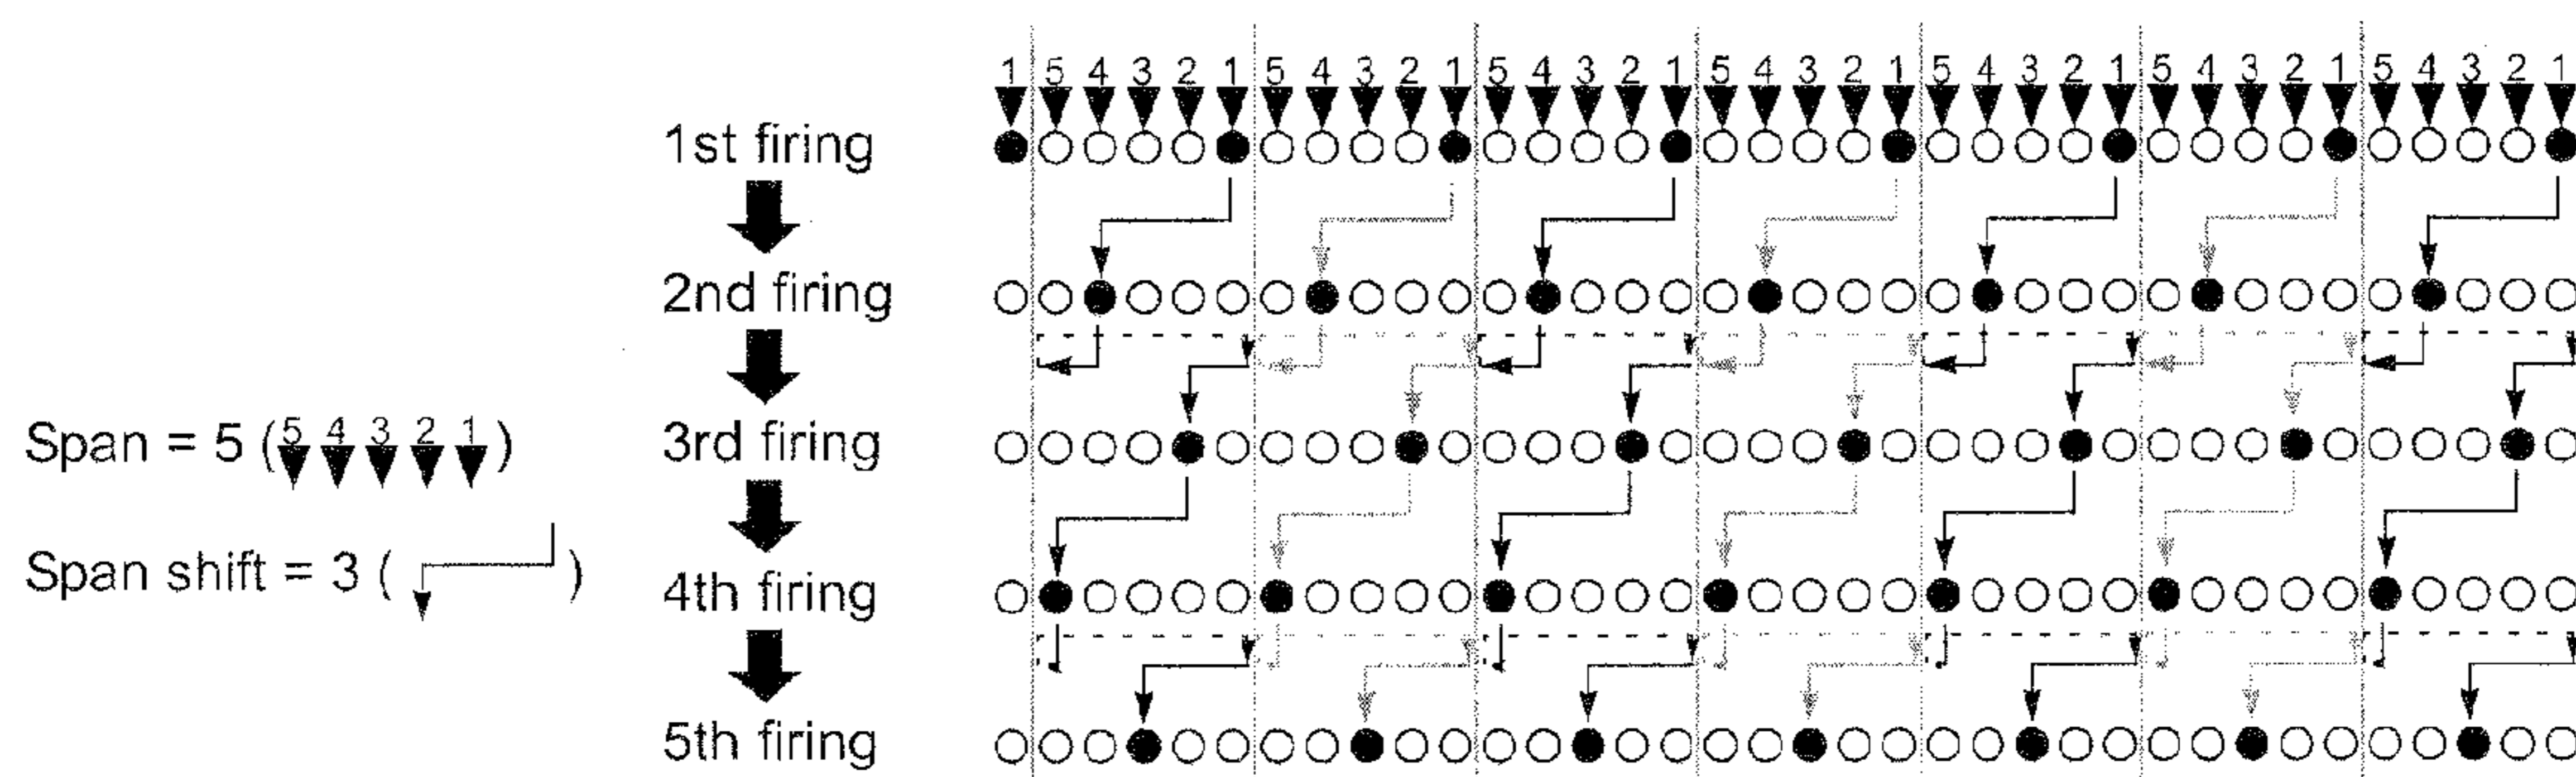 1 5 4 3 2 1 5 4 3 2 1 5 4 3 2 1 5 4 3 2 1 5 4 3 2 1 5 4 3 2 1 5 4 3 2 1
1st firing
2nd firing
3rd firing
4th firing
5th firing
Span = 5 (5 4 3 2 1)
Span shift = 3 ( )